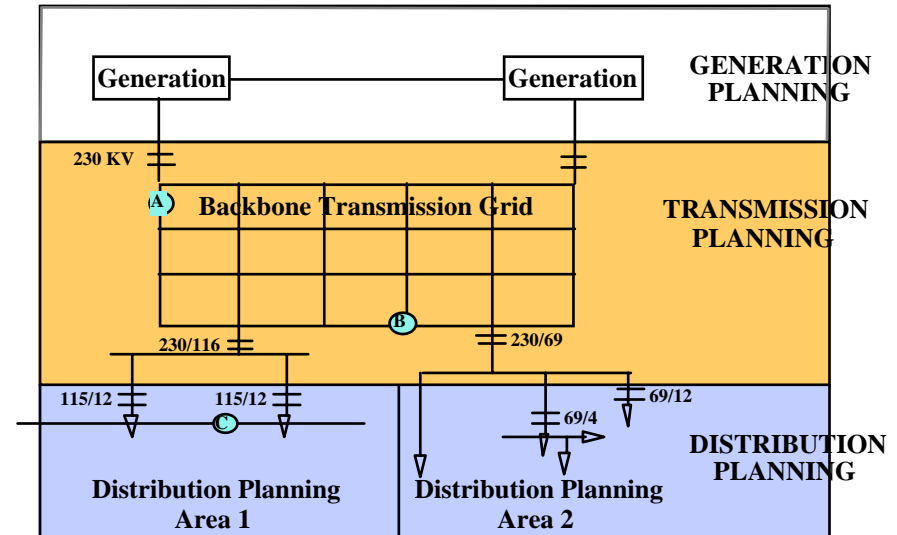 GENERATION
PLANNING
Generation
Generation
230 KV
A
Backbone Transmission Grid
TRANSMISSION
PLANNING
B
230/116
230/69
115/12
115/12
69/12
C
69/4
DISTRIBUTION
PLANNING
Distribution Planning
Area 1
Distribution Planning
Area 2